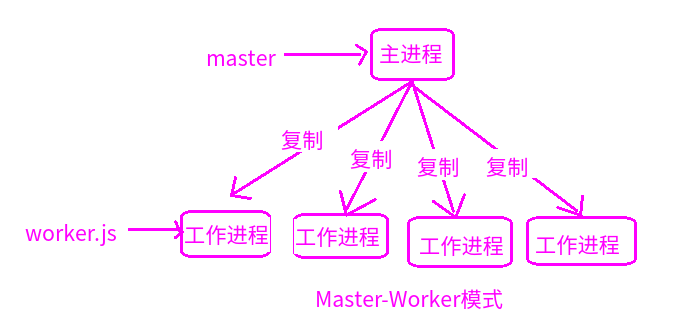 master
主进程
复制
复制
复制
复制
worker.js
工作进程
工作进程
工作进程
工作进程
Master-Worker模式